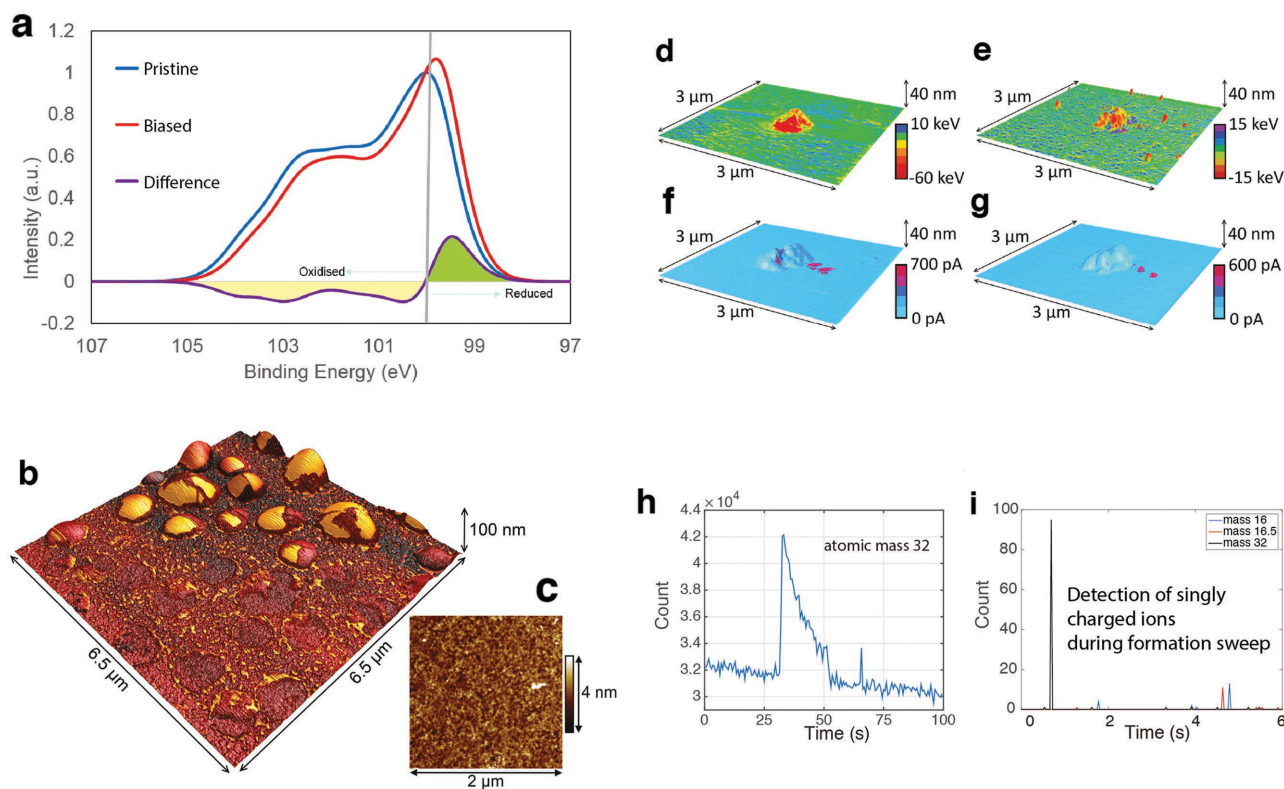 a
1.2
1
0.8
0.6
0.4
0.2
0
-0.2
Intensity (a.u.)
Pristine
Biased
Difference
Oxidised
Reduced
107
105
103
101
99
97
Binding Energy (eV)
d
3 µm
3 µm
40 nm
10 keV
-60 keV
e
3 µm
3 µm
40 nm
15 keV
-15 keV
f
3 µm
3 µm
40 nm
700 pA
0 pA
g
3 µm
3 µm
40 nm
600 pA
0 pA
b
100 nm
6.5 µm
6.5 µm
c
4 nm
2 µm
h
× 10⁴
4.4
4.2
4
3.8
3.6
3.4
3.2
3
Count
atomic mass 32
0
25
50
75
100
Time (s)
i
100
80
60
40
20
0
Count
mass 16
mass 16.5
mass 32
Detection of singly
charged ions
during formation sweep
0
2
4
6
Time (s)